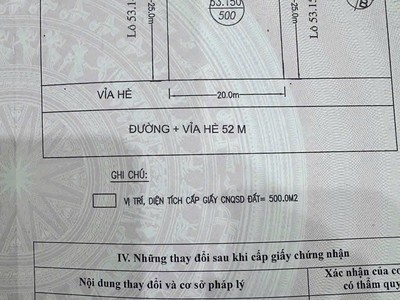 53.150
500
25.0m
Lô 53.1
25.0m
Lô 53.15
VỈA HÈ
20.0m
ĐƯỜNG + VỈA HÈ 52 M
GHI CHÚ:
VỊ TRÍ, DIỆN TÍCH CẤP GIẤY CNQSD ĐẤT= 500.0M2
IV. Những thay đổi sau khi cấp giấy chứng nhận
Nội dung thay đổi và cơ sở pháp lý
Xác nhận của cơ
có thẩm quy